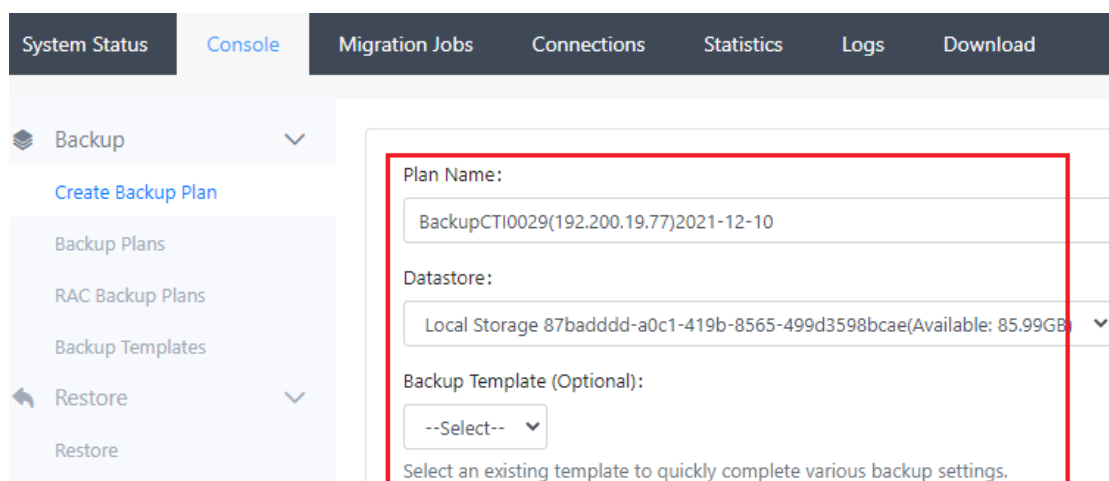 System Status Console Migration Jobs Connections Statistics Logs Download
Backup
Create Backup Plan
Backup Plans
RAC Backup Plans
Backup Templates
Restore
Restore
Plan Name:
BackupCTI0029(192.200.19.77)2021-12-10
Datastore:
Local Storage 87badddd-a0c1-419b-8565-499d3598bcae(Available: 85.99GB)
Backup Template (Optional):
--Select--
Select an existing template to quickly complete various backup settings.